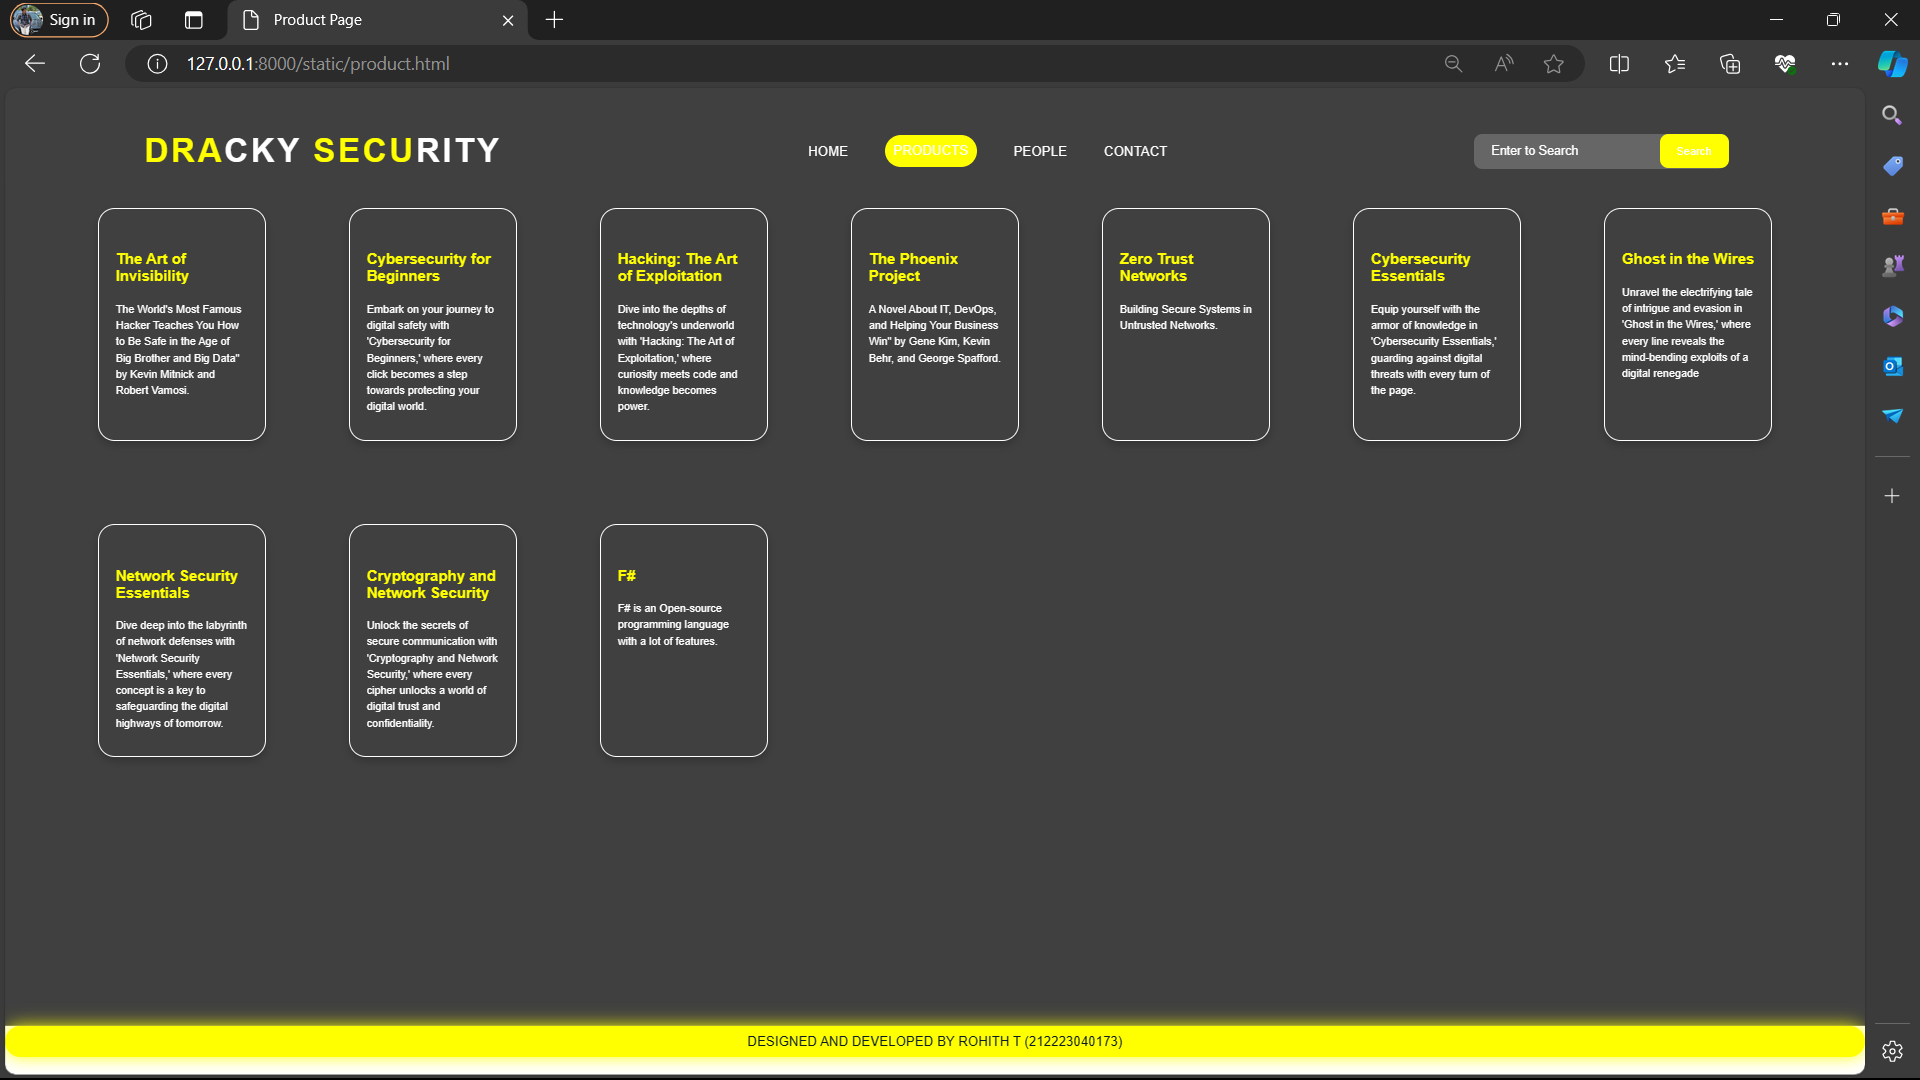 Sign in
Product Page
127.0.0.1:8000/static/product.html
DRACKY SECURITY
HOME
PRODUCTS
PEOPLE
CONTACT
Enter to Search
Search
The Art of
Invisibility
The World's Most Famous
Hacker Teaches You How
to Be Safe in the Age of
Big Brother and Big Data"
by Kevin Mitnick and
Robert Vamosi.
Cybersecurity for
Beginners
Embark on your journey to
digital safety with
'Cybersecurity for
Beginners,' where every
click becomes a step
towards protecting your
digital world.
Hacking: The Art
of Exploitation
Dive into the depths of
technology's underworld
with 'Hacking: The Art of
Exploitation,' where
curiosity meets code and
knowledge becomes
power.
The Phoenix
Project
A Novel About IT, DevOps,
and Helping Your Business
Win" by Gene Kim, Kevin
Behr, and George Spafford.
Zero Trust
Networks
Building Secure Systems in
Untrusted Networks.
Cybersecurity
Essentials
Equip yourself with the
armor of knowledge in
'Cybersecurity Essentials,'
guarding against digital
threats with every turn of
the page.
Ghost in the Wires
Unravel the electrifying tale
of intrigue and evasion in
'Ghost in the Wires,' where
every line reveals the
mind-bending exploits of a
digital renegade
Network Security
Essentials
Dive deep into the labyrinth
of network defenses with
'Network Security
Essentials,' where every
concept is a key to
safeguarding the digital
highways of tomorrow.
Cryptography and
Network Security
Unlock the secrets of
secure communication with
'Cryptography and Network
Security,' where every
cipher unlocks a world of
digital trust and
confidentiality.
F#
F# is an Open-source
programming language
with a lot of features.
DESIGNED AND DEVELOPED BY ROHITH T (212223040173)